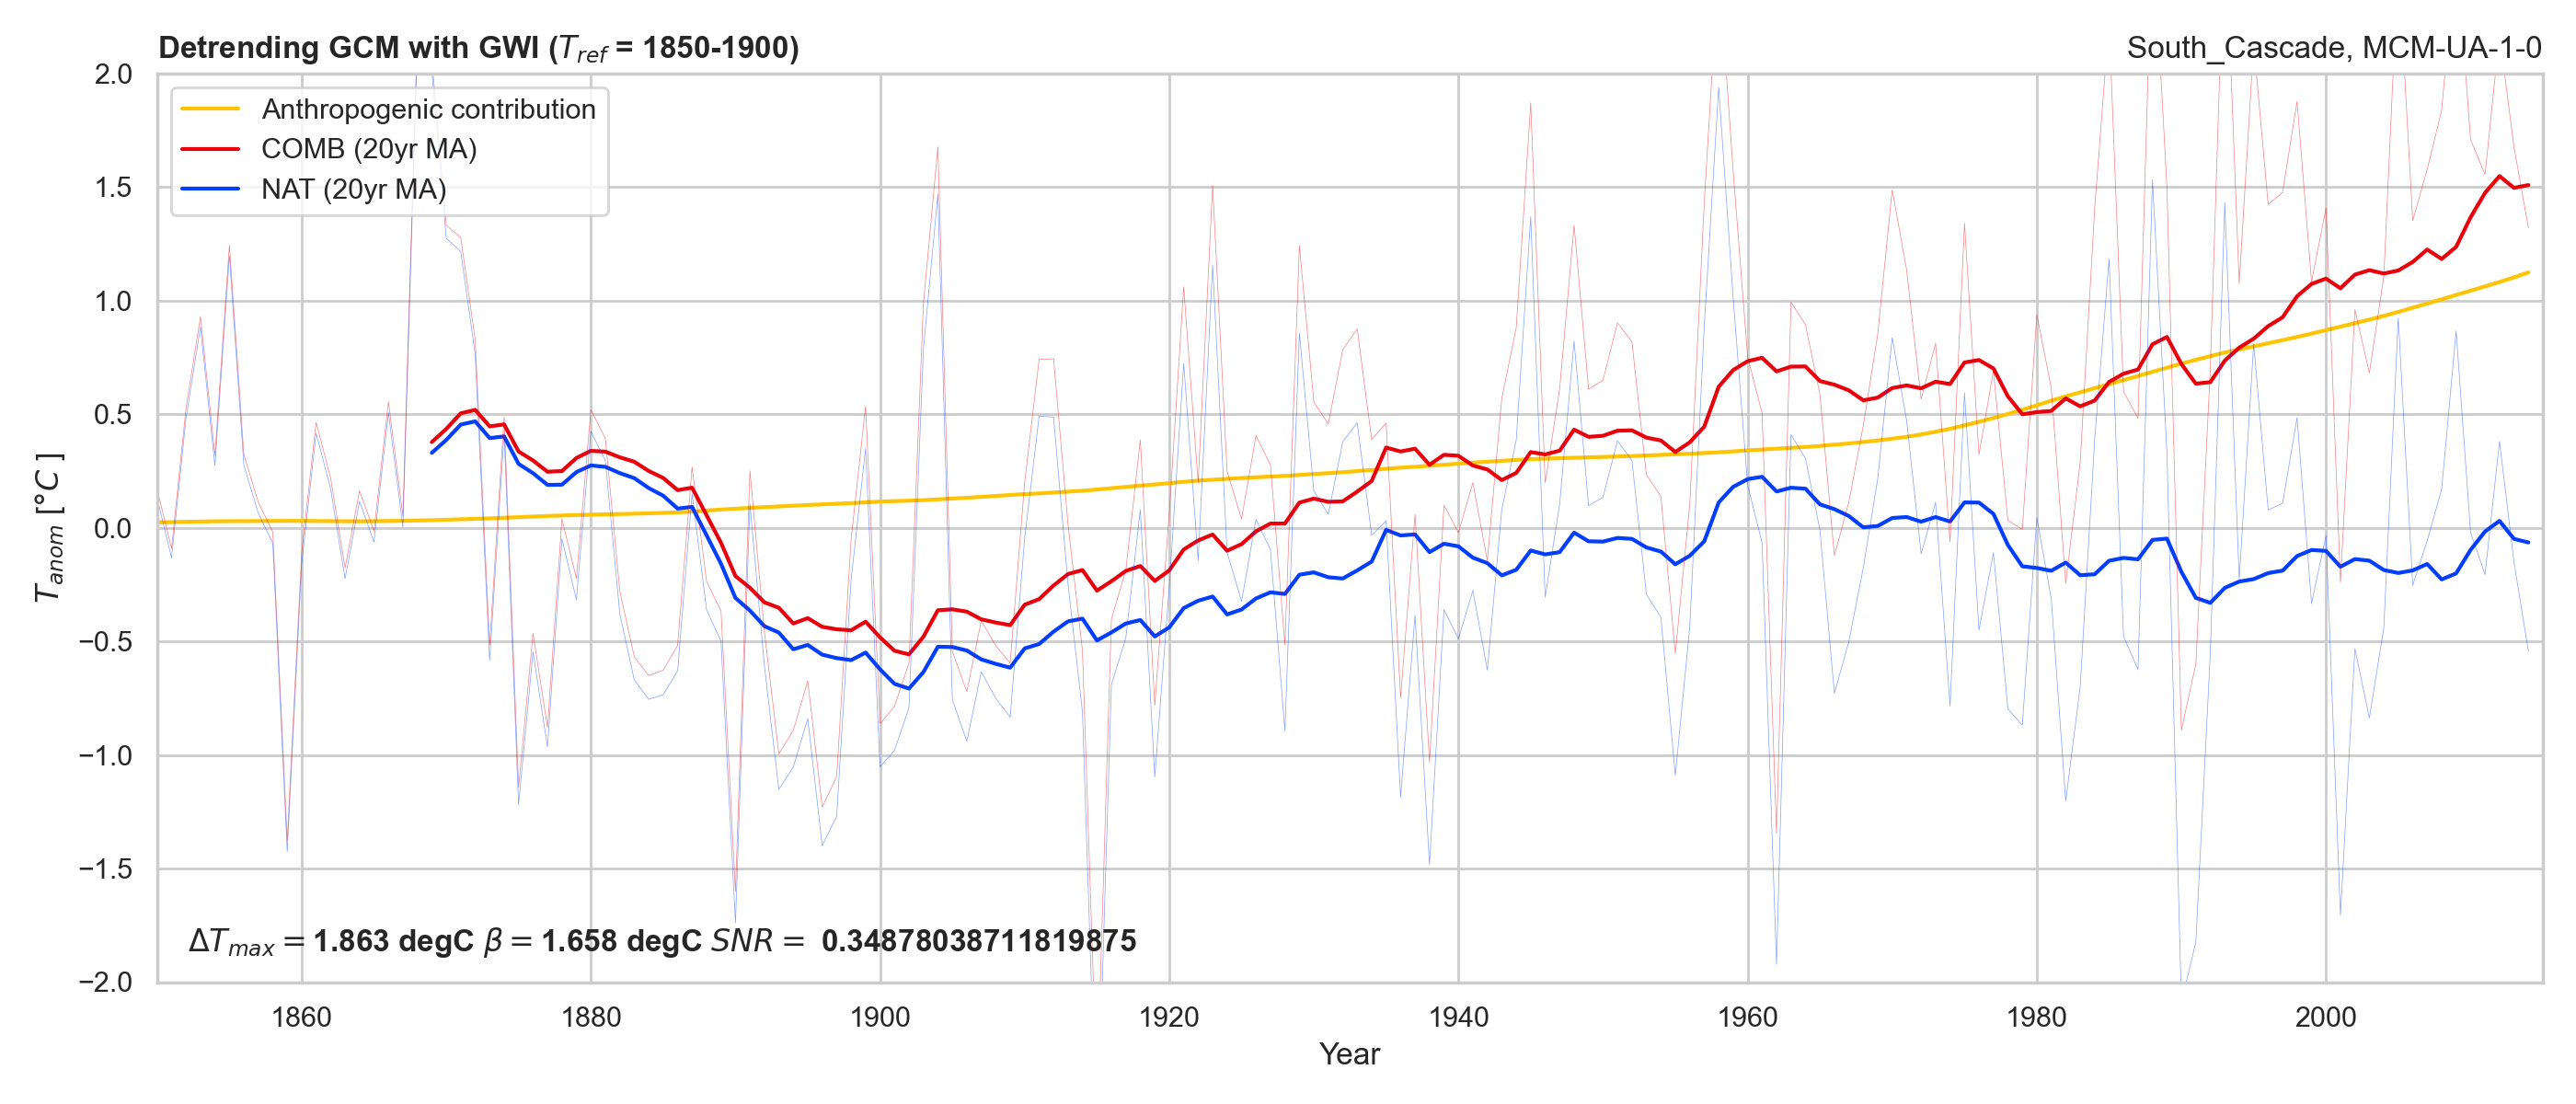 Detrending GCM with GWI (T_ref = 1850-1900)
South_Cascade, MCM-UA-1-0
Anthropogenic contribution
COMB (20yr MA)
NAT (20yr MA)
T_anom [°C ]
2.0
1.5
1.0
0.5
0.0
−0.5
−1.0
−1.5
−2.0
ΔT_max = 1.863 degC β = 1.658 degC SNR = 0.34878038711819875
1860 1880 1900 1920 1940 1960 1980 2000
Year